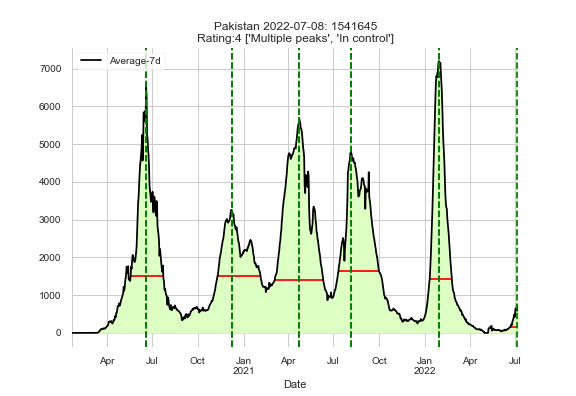 Pakistan 2022-07-08: 1541645
Rating:4 ['Multiple peaks', 'In control']
Average-7d
7000
6000
5000
4000
3000
2000
1000
0
Apr Jul Oct Jan Apr Jul Oct Jan Apr Jul
2021 2022
Date